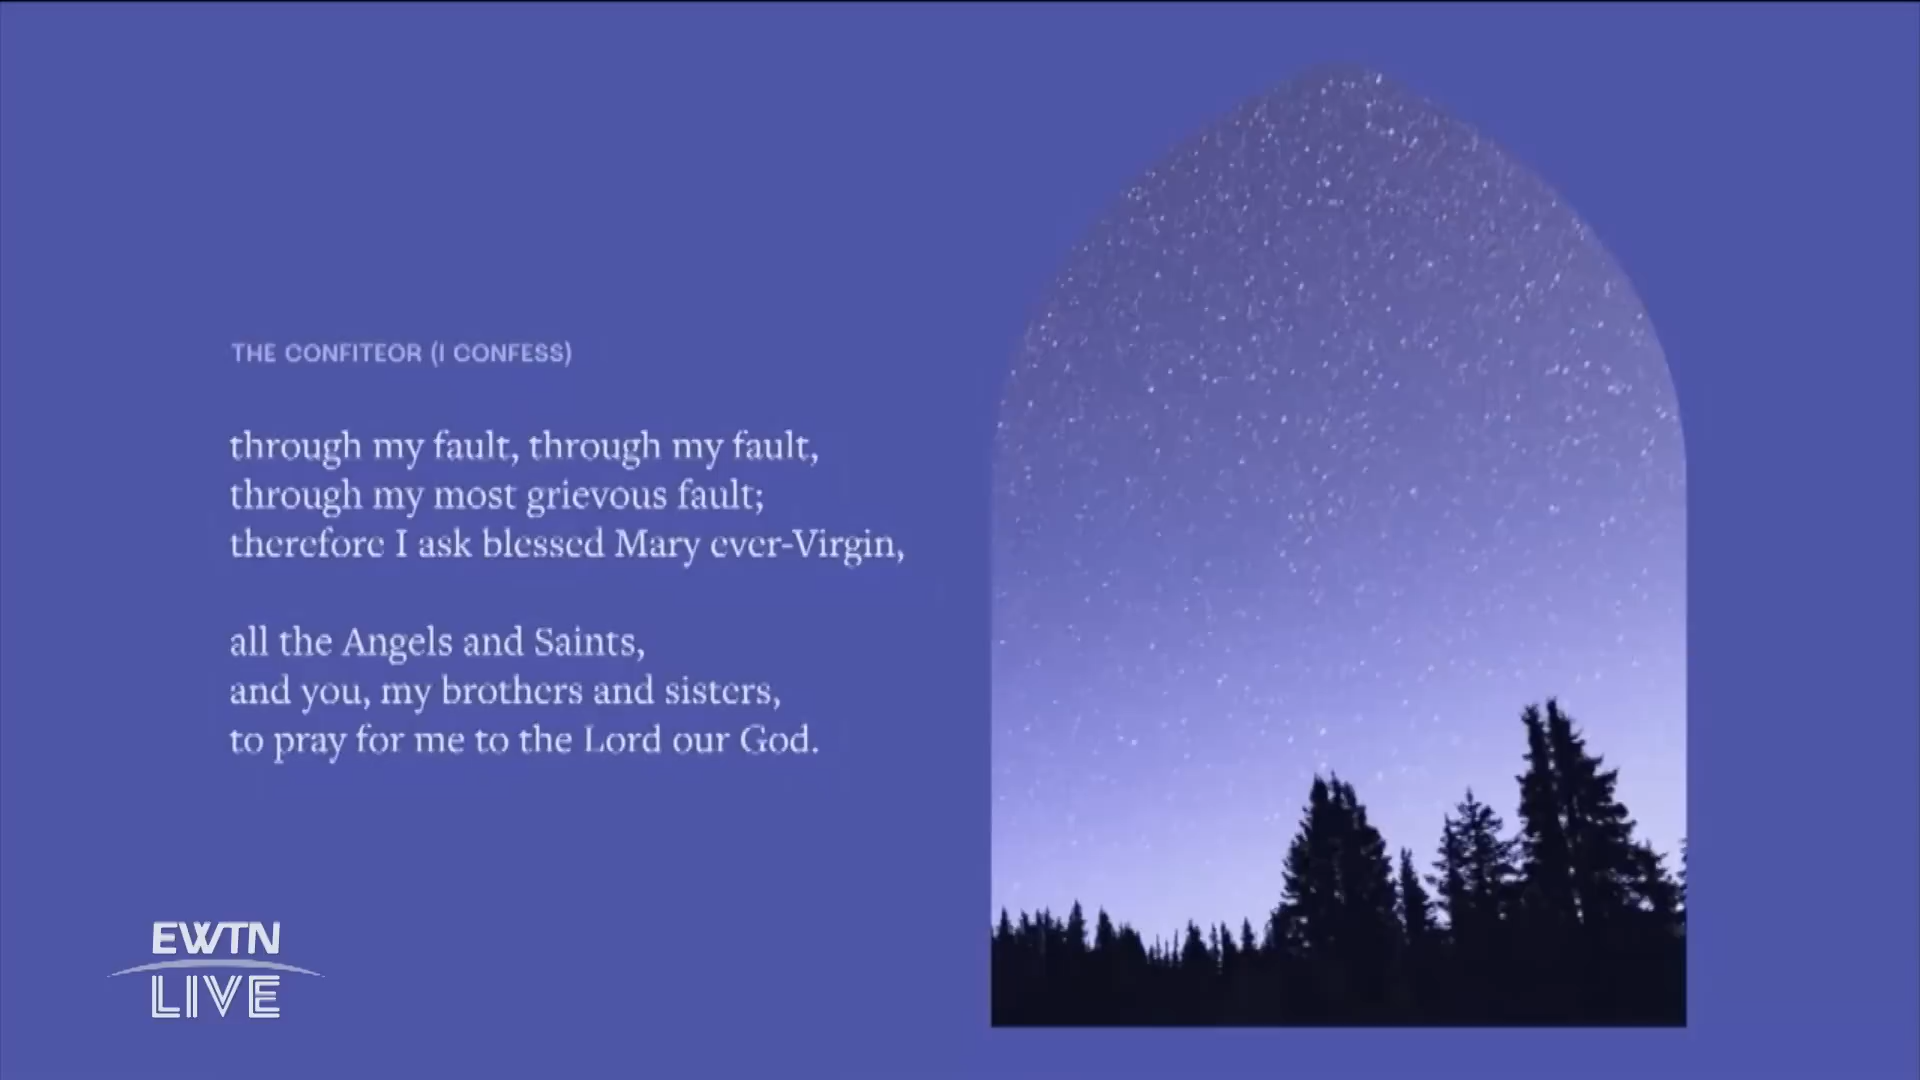 THE CONFITEOR (I CONFESS)
through my fault, through my fault,
through my most grievous fault;
therefore I ask blessed Mary ever-Virgin,
all the Angels and Saints,
and you, my brothers and sisters,
to pray for me to the Lord our God.
EWTN
LIVE